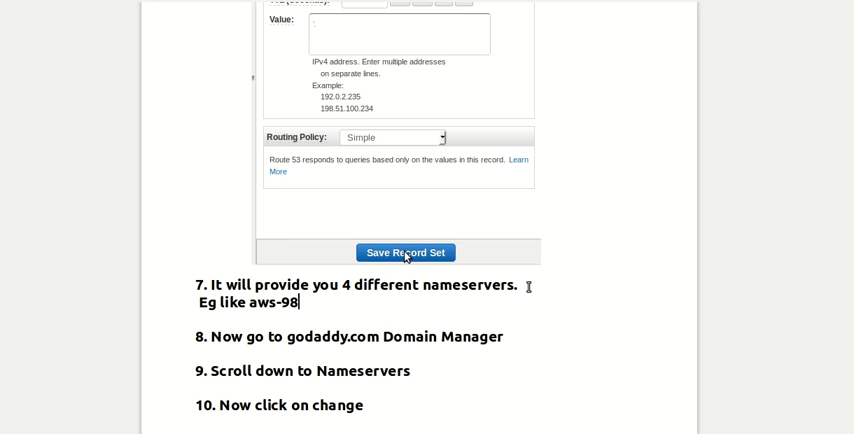 Value:
IPv4 address. Enter multiple addresses
on separate lines.
Example:
192.0.2.235
198.51.100.234
Routing Policy: Simple
Route 53 responds to queries based only on the values in this record. Learn
More
Save Record Set
7. It will provide you 4 different nameservers.
Eg like aws-98
8. Now go to godaddy.com Domain Manager
9. Scroll down to Nameservers
10. Now click on change